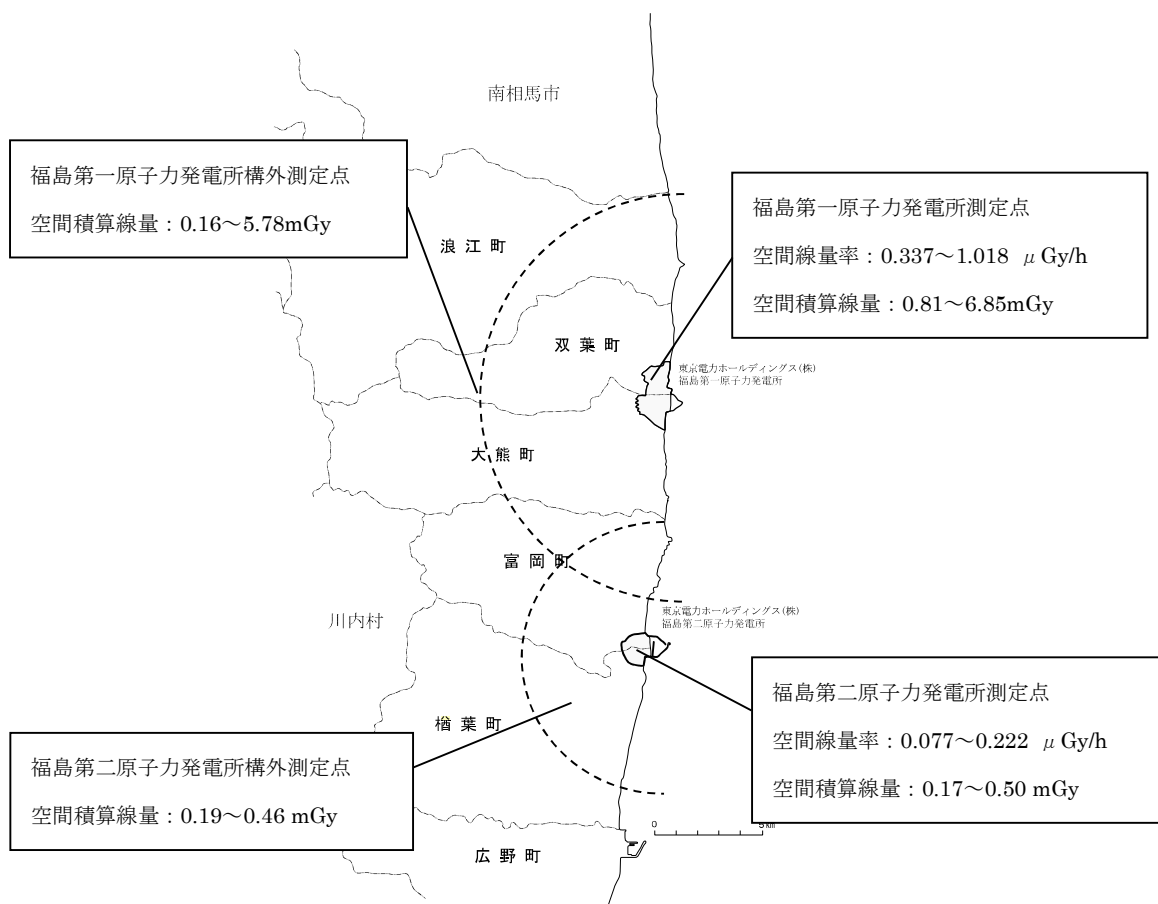 南相馬市
福島第一原子力発電所構外測定点
空間積算線量：0.16～5.78mGy
福島第一原子力発電所測定点
空間線量率：0.337～1.018 μGy/h
空間積算線量：0.81～6.85mGy
浪江町
双葉町
東京電力ホールディングス(株)
福島第一原子力発電所
大熊町
富岡町
川内村
東京電力ホールディングス(株)
福島第二原子力発電所
福島第二原子力発電所測定点
空間線量率：0.077～0.222 μGy/h
空間積算線量：0.17～0.50 mGy
楢葉町
福島第二原子力発電所構外測定点
空間積算線量：0.19～0.46 mGy
0 5km
広野町